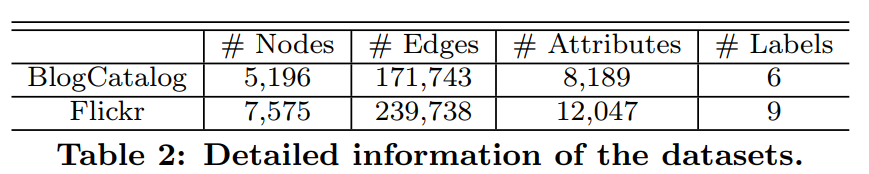 # Nodes # Edges # Attributes # Labels
BlogCatalog 5,196 171,743 8,189 6
Flickr 7,575 239,738 12,047 9
Table 2: Detailed information of the datasets.